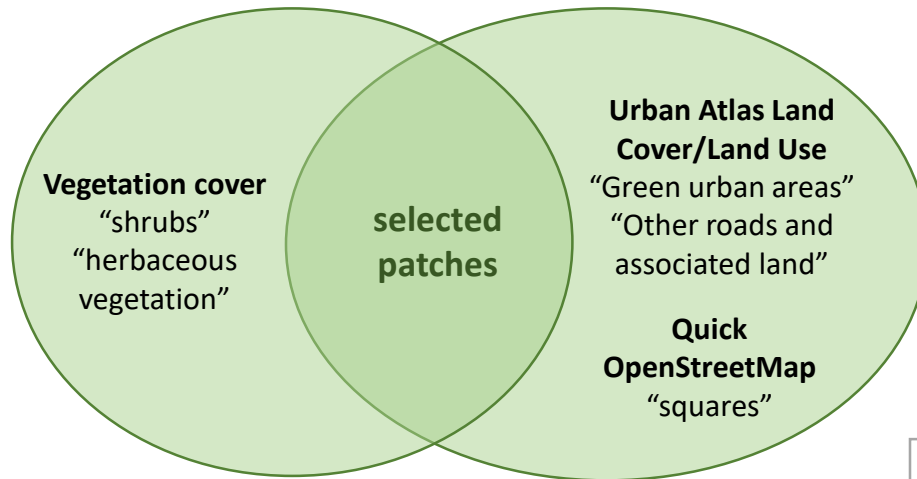 Vegetation cover
“shrubs”
“herbaceous
vegetation”
selected
patches
Urban Atlas Land
Cover/Land Use
“Green urban areas”
“Other roads and
associated land”
Quick
OpenStreetMap
“squares”